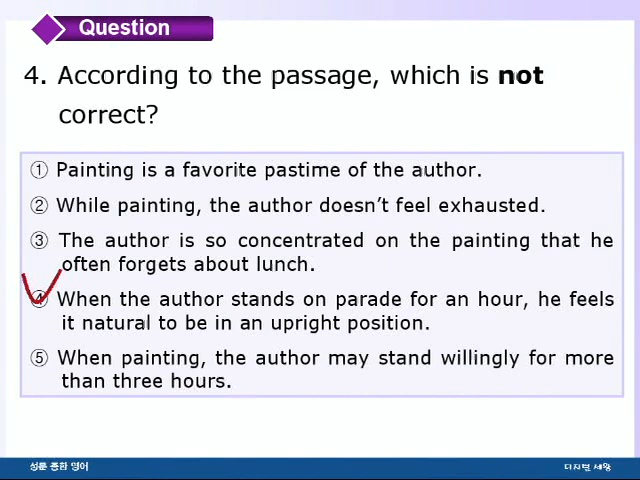 Question
4. According to the passage, which is not
correct?
① Painting is a favorite pastime of the author.
② While painting, the author doesn't feel exhausted.
③ The author is so concentrated on the painting that he
often forgets about lunch.
④ When the author stands on parade for an hour, he feels
it natural to be in an upright position.
⑤ When painting, the author may stand willingly for more
than three hours.
성문 종합 영어
디지털 세왕